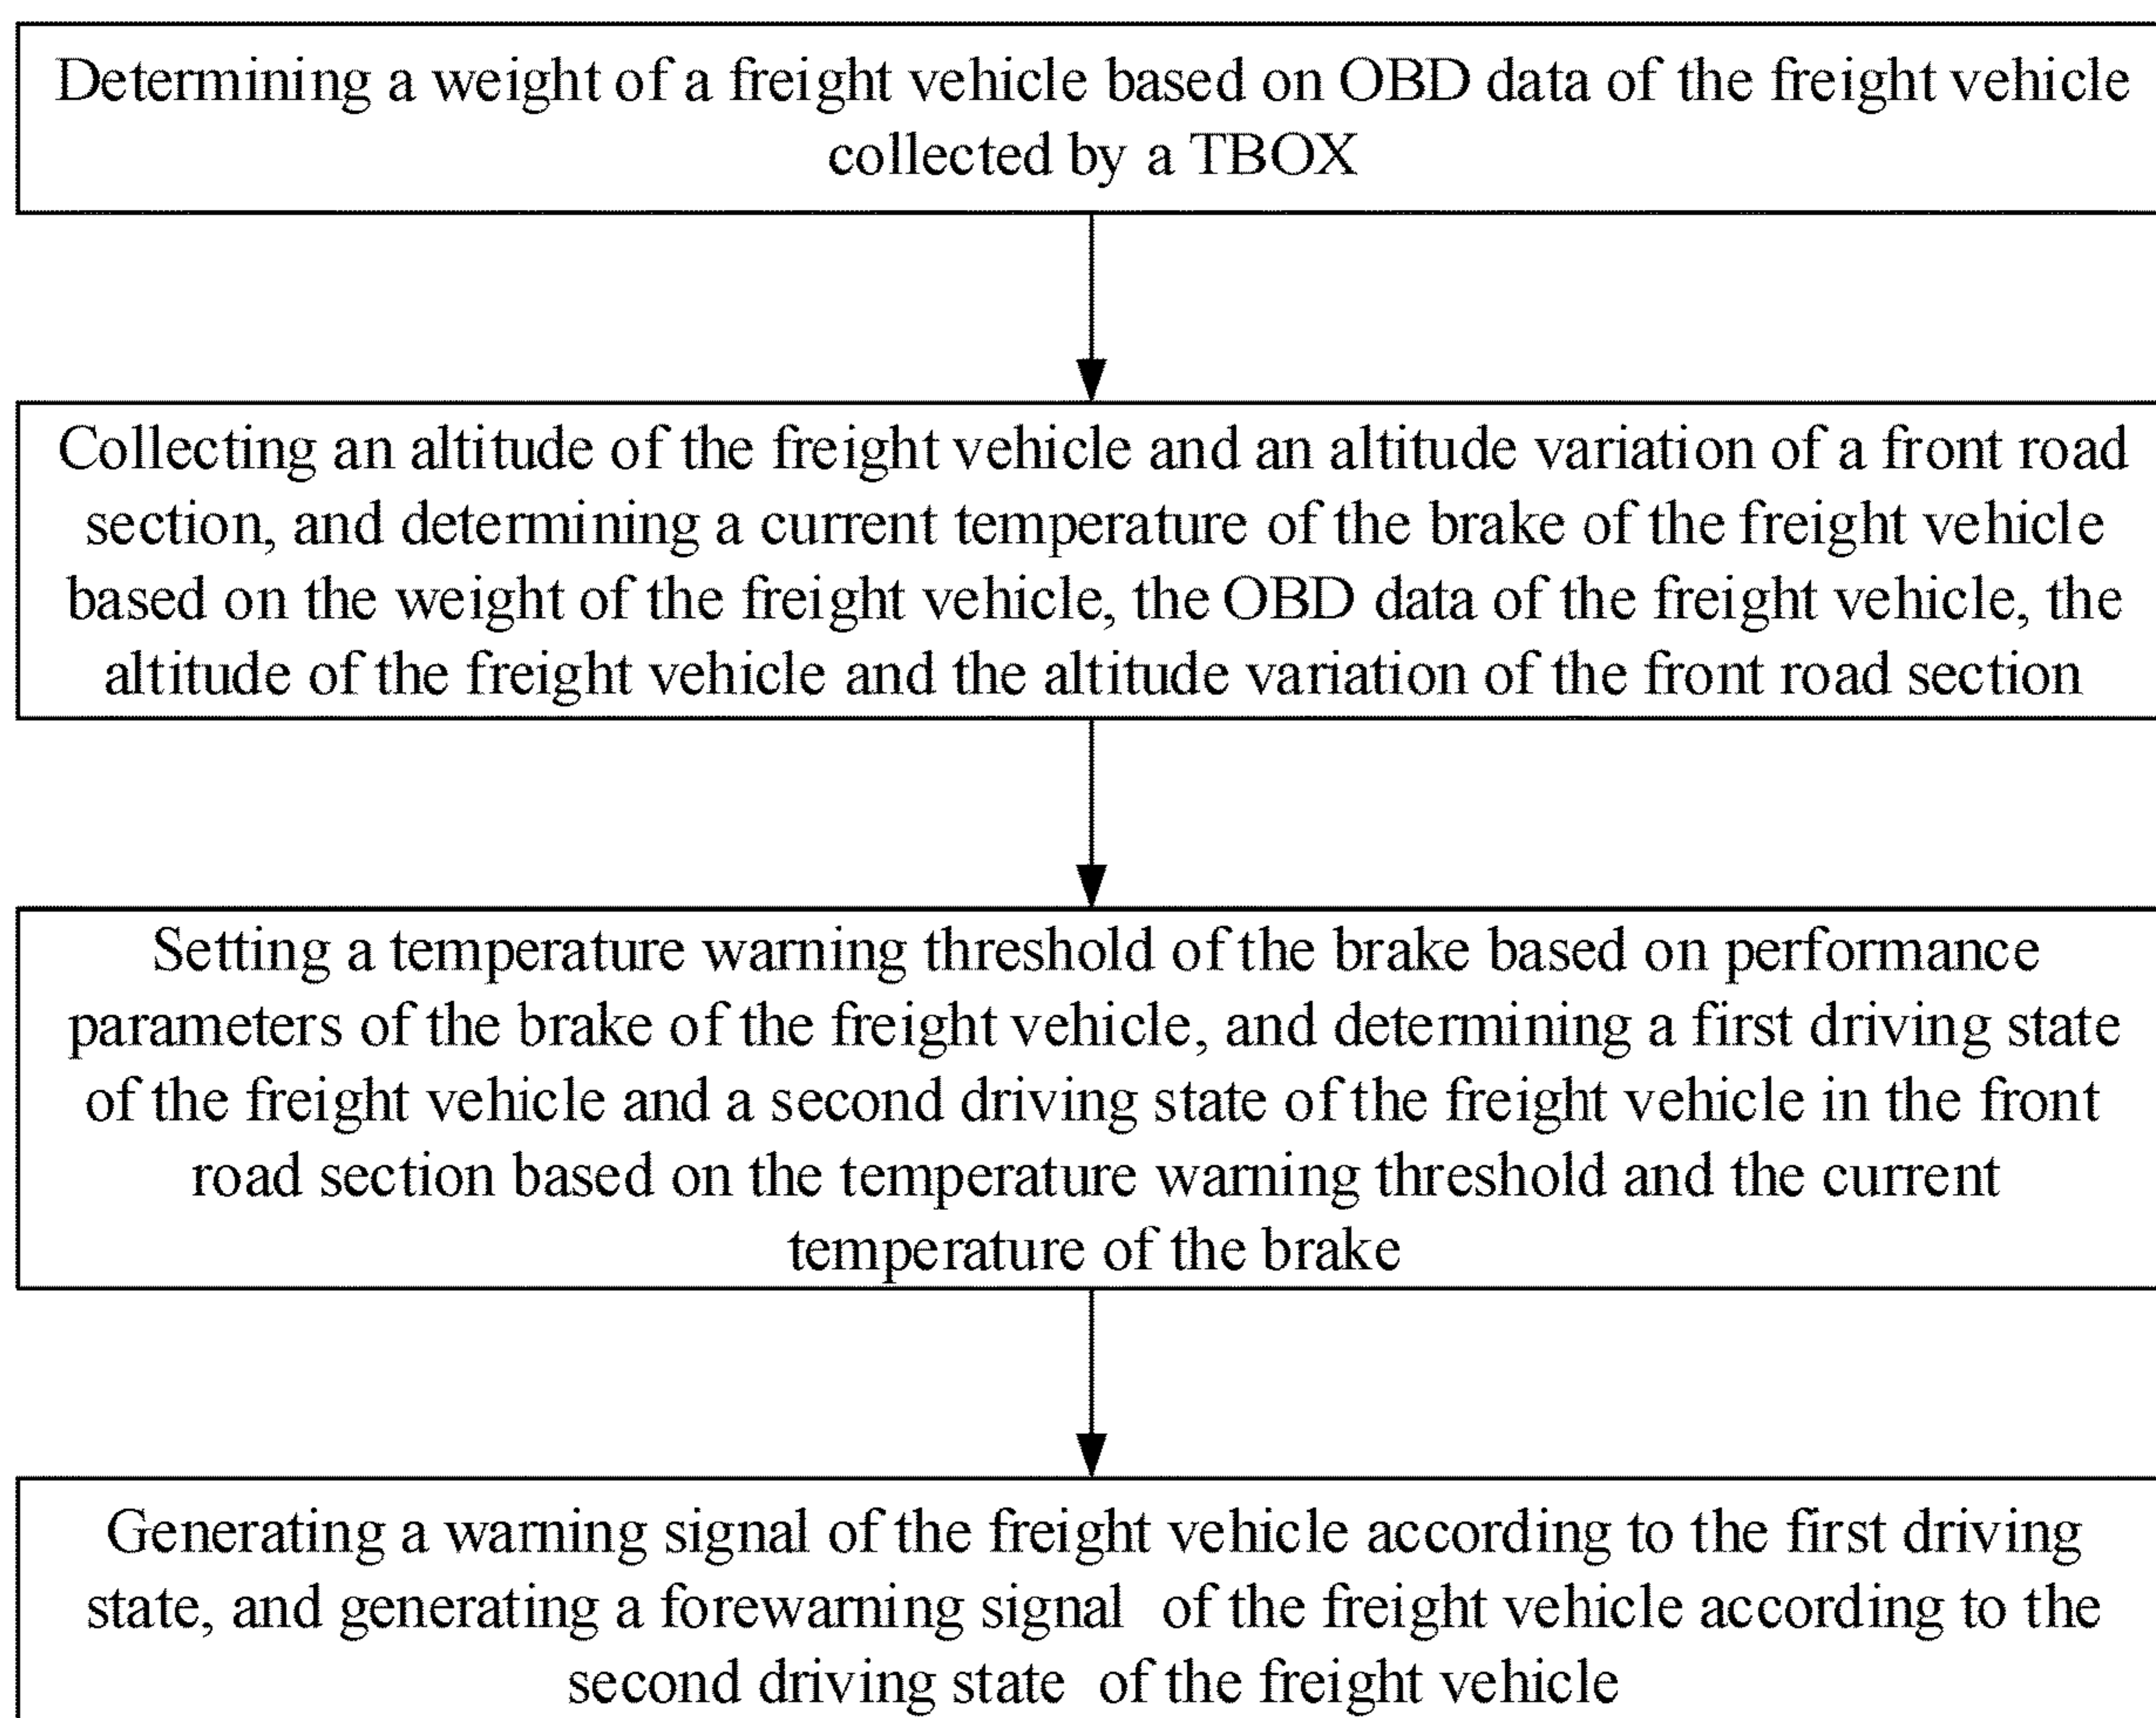 Determining a weight of a freight vehicle based on OBD data of the freight vehicle
collected by a TBOX
Collecting an altitude of the freight vehicle and an altitude variation of a front road
section, and determining a current temperature of the brake of the freight vehicle
based on the weight of the freight vehicle, the OBD data of the freight vehicle, the
altitude of the freight vehicle and the altitude variation of the front road section
Setting a temperature warning threshold of the brake based on performance
parameters of the brake of the freight vehicle, and determining a first driving state
of the freight vehicle and a second driving state of the freight vehicle in the front
road section based on the temperature warning threshold and the current
temperature of the brake
Generating a warning signal of the freight vehicle according to the first driving
state, and generating a forewarning signal of the freight vehicle according to the
second driving state of the freight vehicle